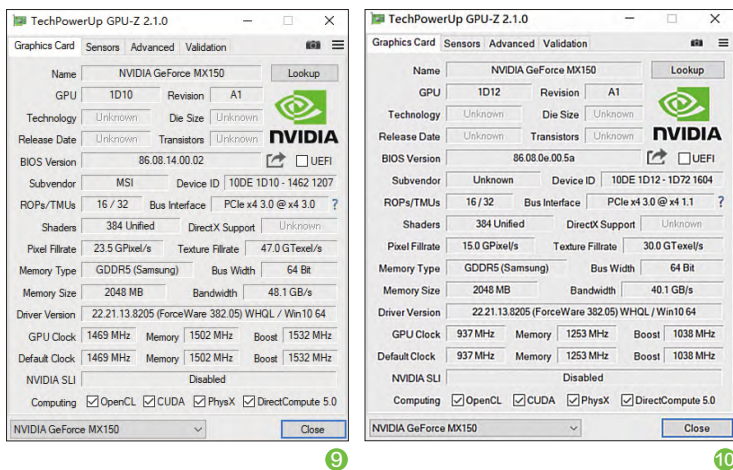 TechPowerUp GPU-Z 2.1.0
Graphics Card Sensors Advanced Validation
Name NVIDIA GeForce MX150 Lookup
GPU 1D10 Revision A1
Technology Unknown Die Size Unknown
Release Date Unknown Transistors Unknown
NVIDIA
BIOS Version 86.08.14.00.02 UEFI
Subvendor MSI Device ID 10DE 1D10 - 1462 1207
ROPs/TMUs 16 / 32 Bus Interface PCIe x4 3.0 @ x4 3.0 ?
Shaders 384 Unified DirectX Support Unknown
Pixel Fillrate 23.5 GPixel/s Texture Fillrate 47.0 GTexel/s
Memory Type GDDR5 (Samsung) Bus Width 64 Bit
Memory Size 2048 MB Bandwidth 48.1 GB/s
Driver Version 22.21.13.8205 (ForceWare 382.05) WHQL / Win10 64
GPU Clock 1469 MHz Memory 1502 MHz Boost 1532 MHz
Default Clock 1469 MHz Memory 1502 MHz Boost 1532 MHz
NVIDIA SLI Disabled
Computing OpenCL CUDA PhysX DirectCompute 5.0
NVIDIA GeForce MX150 Close
9
TechPowerUp GPU-Z 2.1.0
Graphics Card Sensors Advanced Validation
Name NVIDIA GeForce MX150 Lookup
GPU 1D12 Revision A1
Technology Unknown Die Size Unknown
Release Date Unknown Transistors Unknown
NVIDIA
BIOS Version 86.08.0e.00.5a UEFI
Subvendor Unknown Device ID 10DE 1D12 - 1D72 1604
ROPs/TMUs 16 / 32 Bus Interface PCIe x4 3.0 @ x4 1.1 ?
Shaders 384 Unified DirectX Support Unknown
Pixel Fillrate 15.0 GPixel/s Texture Fillrate 30.0 GTexel/s
Memory Type GDDR5 (Samsung) Bus Width 64 Bit
Memory Size 2048 MB Bandwidth 40.1 GB/s
Driver Version 22.21.13.8205 (ForceWare 382.05) WHQL / Win10 64
GPU Clock 937 MHz Memory 1253 MHz Boost 1038 MHz
Default Clock 937 MHz Memory 1253 MHz Boost 1038 MHz
NVIDIA SLI Disabled
Computing OpenCL CUDA PhysX DirectCompute 5.0
NVIDIA GeForce MX150 Close
10